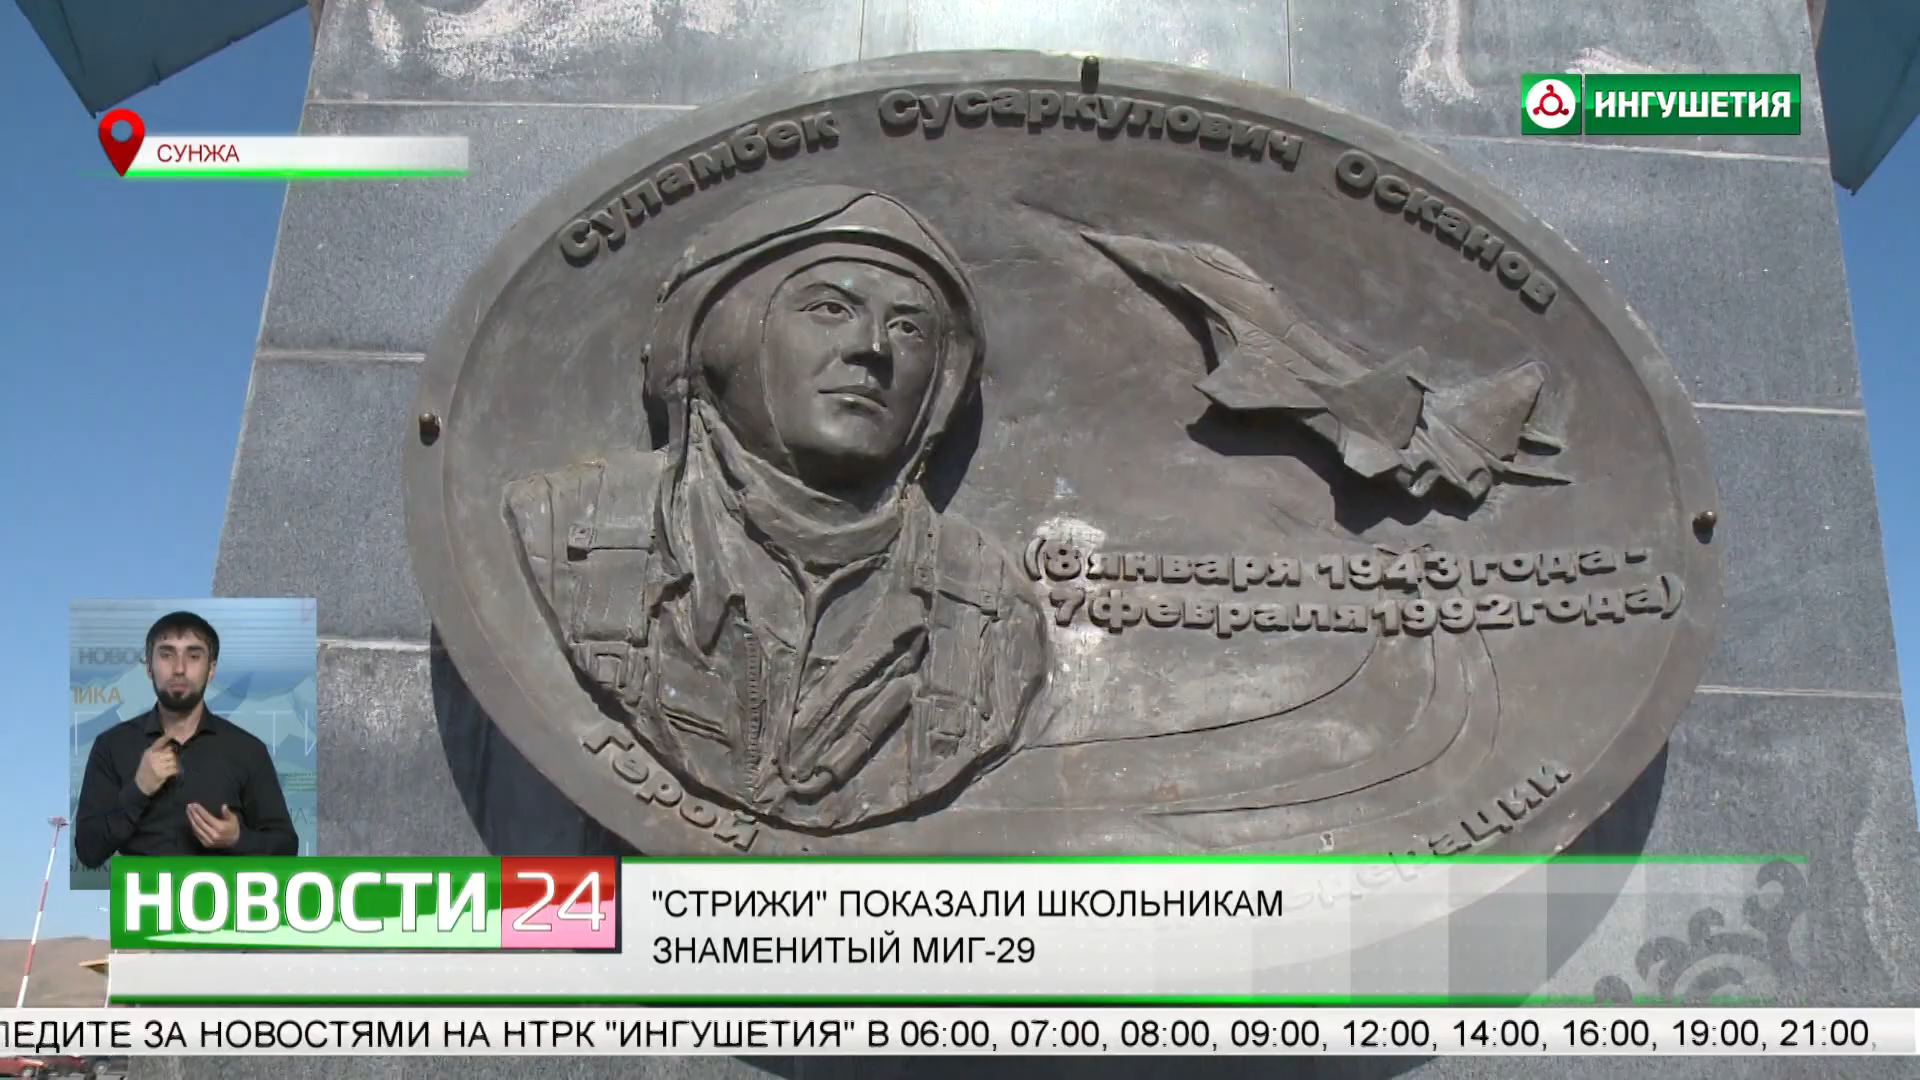 ИНГУШЕТИЯ
СУНЖА
Суламбек Сусаркулович Осканов
(8 января 1943 года -
7 февраля 1992 года)
Герой
НОВОСТИ 24
"СТРИЖИ" ПОКАЗАЛИ ШКОЛЬНИКАМ
ЗНАМЕНИТЫЙ МИГ-29
ЛЕДИТЕ ЗА НОВОСТЯМИ НА НТРК "ИНГУШЕТИЯ" В 06:00, 07:00, 08:00, 09:00, 12:00, 14:00, 16:00, 19:00, 21:00,